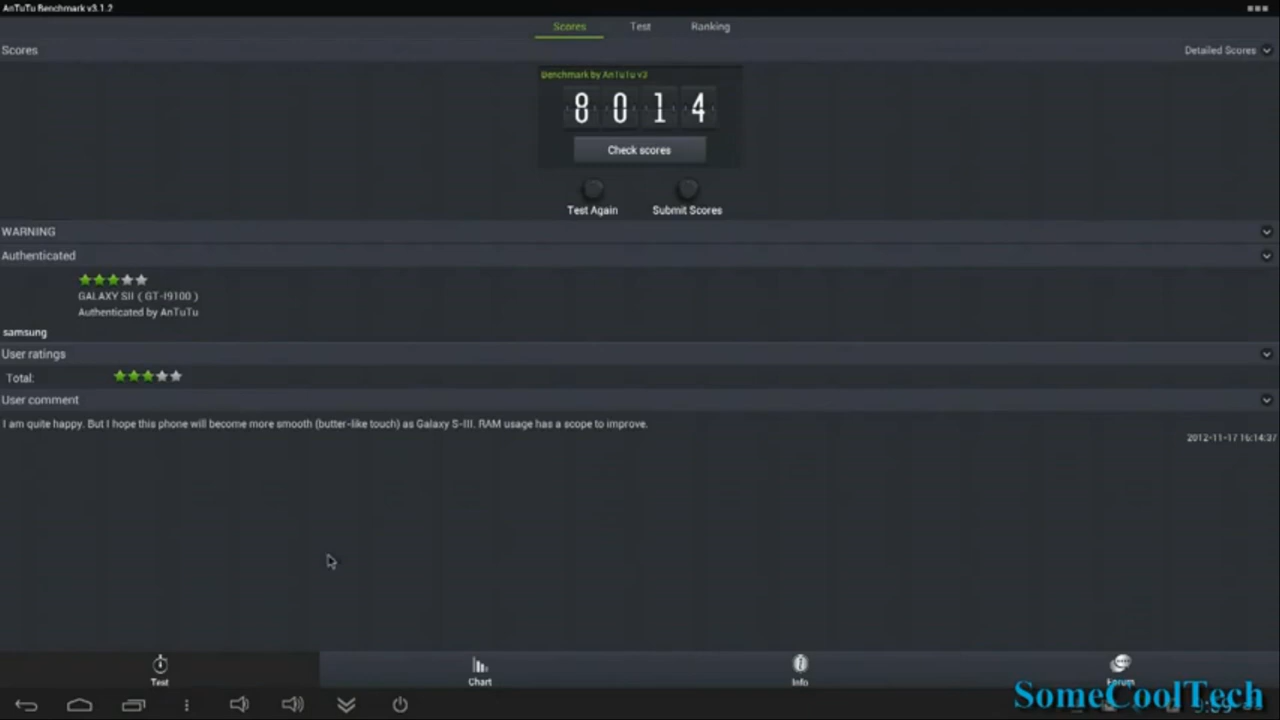 AnTuTu Benchmark v3.1.2
Scores Test Ranking
Scores Detailed Scores
Benchmark by AnTuTu v3
8014
Check scores
Test Again Submit Scores
WARNING
Authenticated
GALAXY SII ( GT-I9100 )
Authenticated by AnTuTu
samsung
User ratings
Total:
User comment
I am quite happy. But I hope this phone will become more smooth (butter-like touch) as Galaxy S-III. RAM usage has a scope to improve.
2012-11-17 16:14:37
Test Chart Info Forum
SomeCoolTech